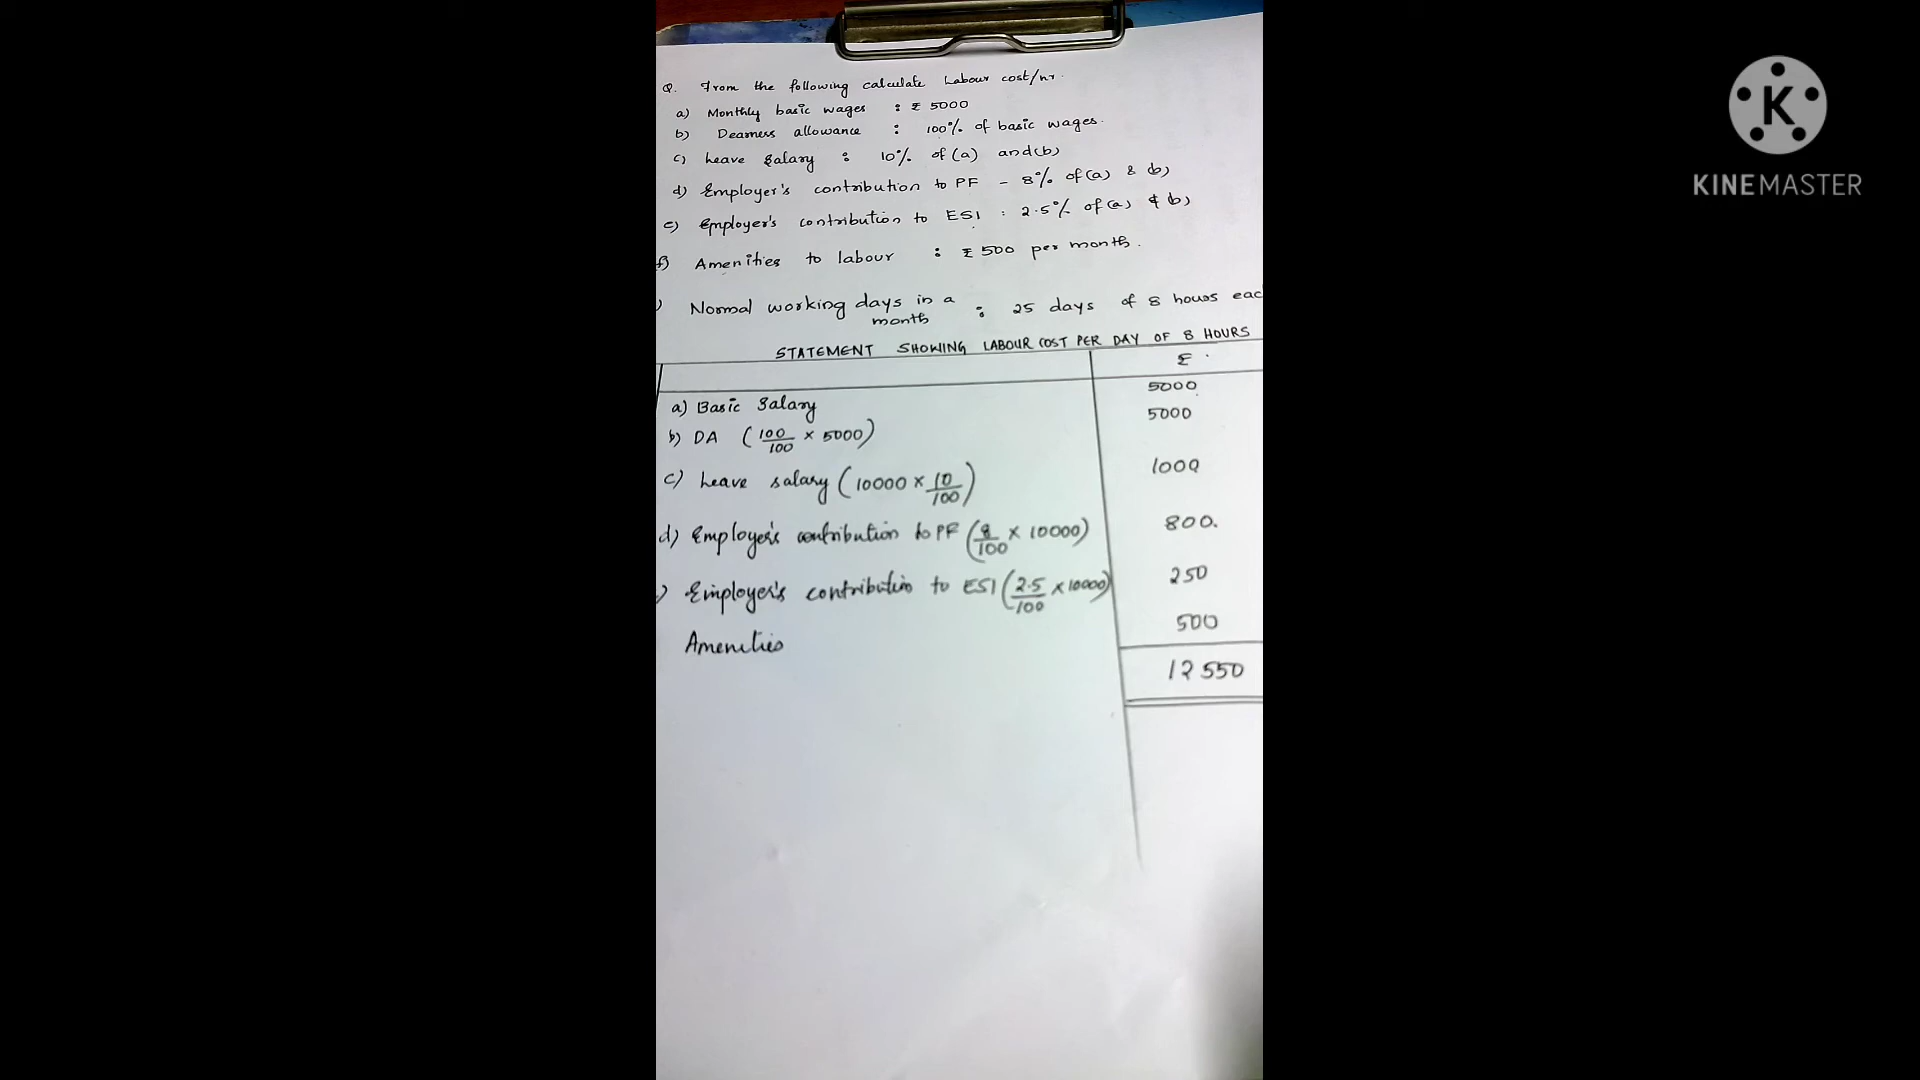 Q. From the following calculate Labour cost/hr.
a) Monthly basic wages : ₹ 5000
b) Dearness allowance : 100% of basic wages.
c) Leave salary : 10% of (a) and (b)
d) Employer's contribution to PF - 8% of (a) & (b)
e) Employer's contribution to ESI : 2.5% of (a) & b)
f) Amenities to labour : ₹ 500 per month.
) Normal working days in a month : 25 days of 8 hours eac
STATEMENT SHOWING LABOUR COST PER DAY OF 8 HOURS
₹
a) Basic Salary 5000
b) DA (100/100 × 5000) 5000
c) Leave salary (10000 × 10/100) 1000
d) Employer's contribution to PF (8/100 × 10000) 800.
) Employer's contribution to ESI (2.5/100 × 10000) 250
Amenities 500
12550
K
KINEMASTER